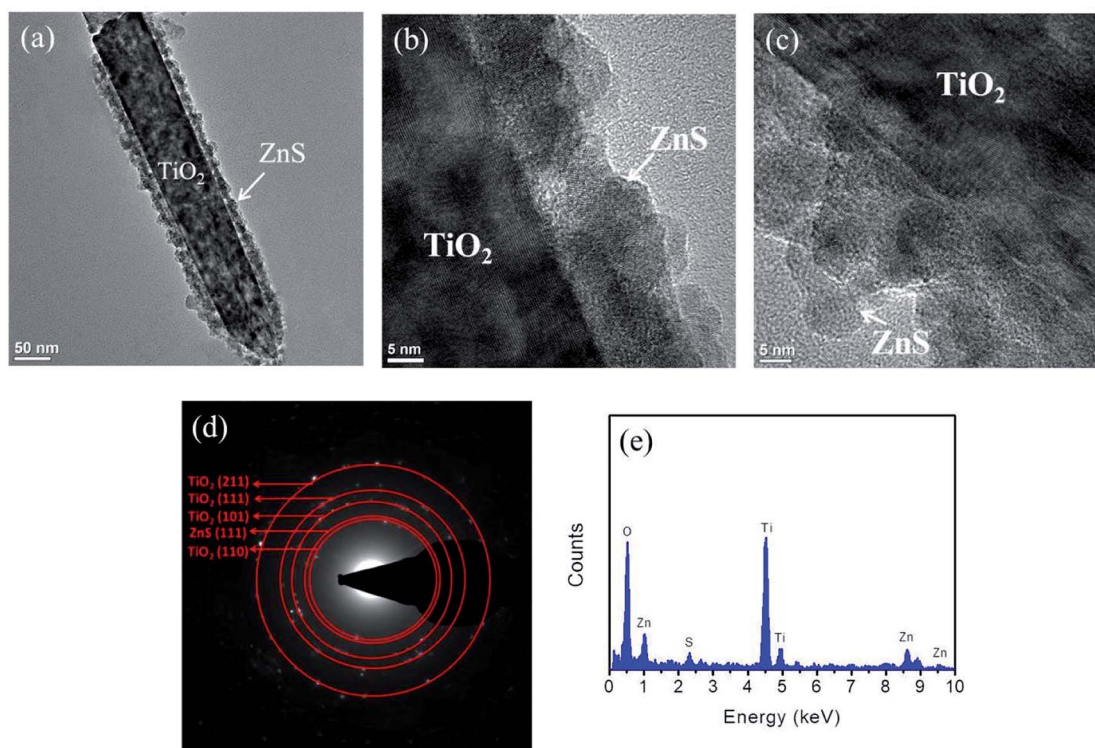 (a)
TiO₂
ZnS
50 nm
(b)
ZnS
TiO₂
5 nm
(c)
TiO₂
ZnS
5 nm
(d)
TiO₂ (211)
TiO₂ (111)
TiO₂ (101)
ZnS (111)
TiO₂ (110)
(e)
Counts
O
Zn
S
Ti
Ti
Zn
Zn
0 1 2 3 4 5 6 7 8 9 10
Energy (keV)